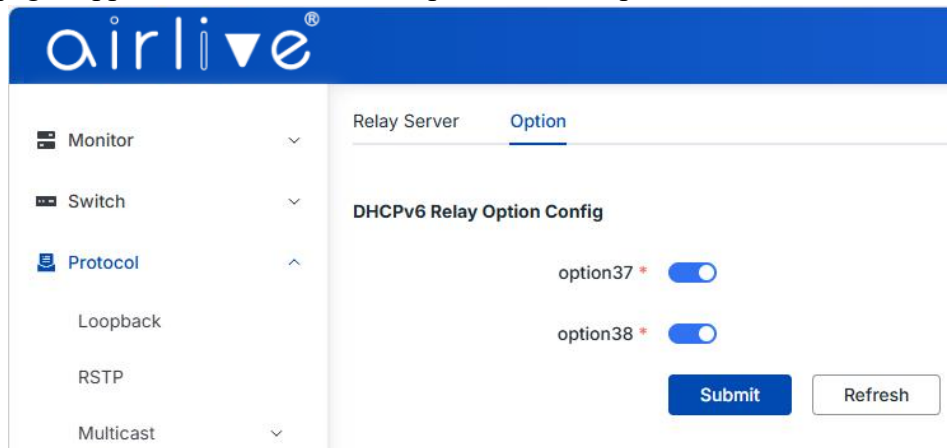 airlive®
Monitor
Switch
Protocol
Loopback
RSTP
Multicast
Relay Server Option
DHCPv6 Relay Option Config
option37 *
option38 *
Submit Refresh